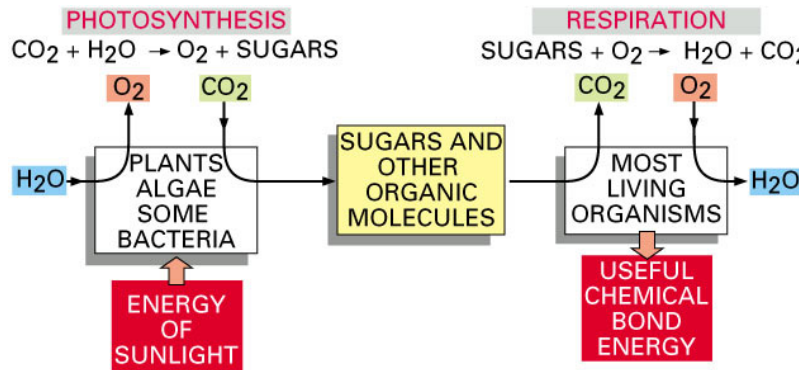 PHOTOSYNTHESIS
CO2 + H2O → O2 + SUGARS
O2
CO2
H2O
PLANTS
ALGAE
SOME
BACTERIA
ENERGY
OF
SUNLIGHT
SUGARS AND
OTHER
ORGANIC
MOLECULES
RESPIRATION
SUGARS + O2 → H2O + CO2
CO2
O2
MOST
LIVING
ORGANISMS
H2O
USEFUL
CHEMICAL
BOND
ENERGY